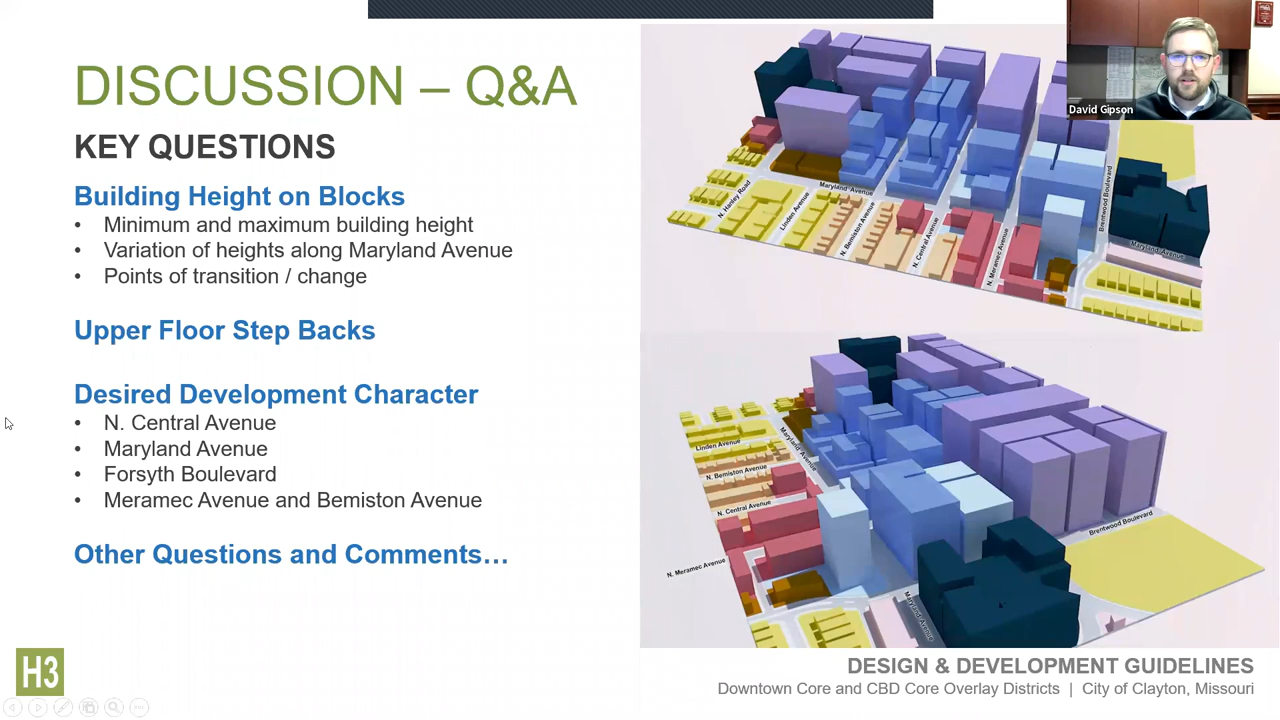 DISCUSSION – Q&A
KEY QUESTIONS
Building Height on Blocks
• Minimum and maximum building height
• Variation of heights along Maryland Avenue
• Points of transition / change
Upper Floor Step Backs
Desired Development Character
• N. Central Avenue
• Maryland Avenue
• Forsyth Boulevard
• Meramec Avenue and Bemiston Avenue
Other Questions and Comments…
H3
David Gipson
N. Hanley Road
Linden Avenue
Maryland Avenue
N. Bemiston Avenue
N. Central Avenue
N. Meramec Avenue
Brentwood Boulevard
Maryland Avenue
Linden Avenue
Maryland Avenue
N. Bemiston Avenue
N. Central Avenue
N. Meramec Avenue
Brentwood Boulevard
Maryland Avenue
DESIGN & DEVELOPMENT GUIDELINES
Downtown Core and CBD Core Overlay Districts | City of Clayton, Missouri